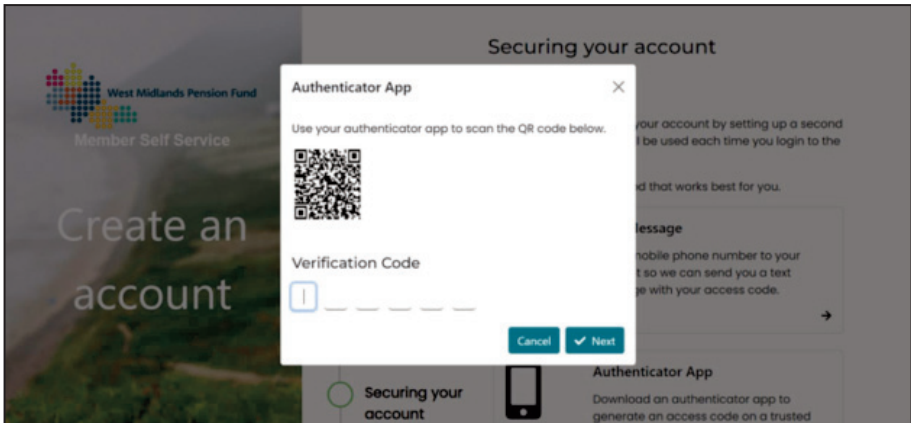 Securing your account
West Midlands Pension Fund
Member Self Service
Create an
account
Authenticator App
Use your authenticator app to scan the QR code below.
Verification Code
Cancel
Next
your account by setting up a second
be used each time you login to the
that works best for you.
Message
mobile phone number to your
so we can send you a text
with your access code.
Securing your
account
Authenticator App
Download an authenticator app to
generate an access code on a trusted